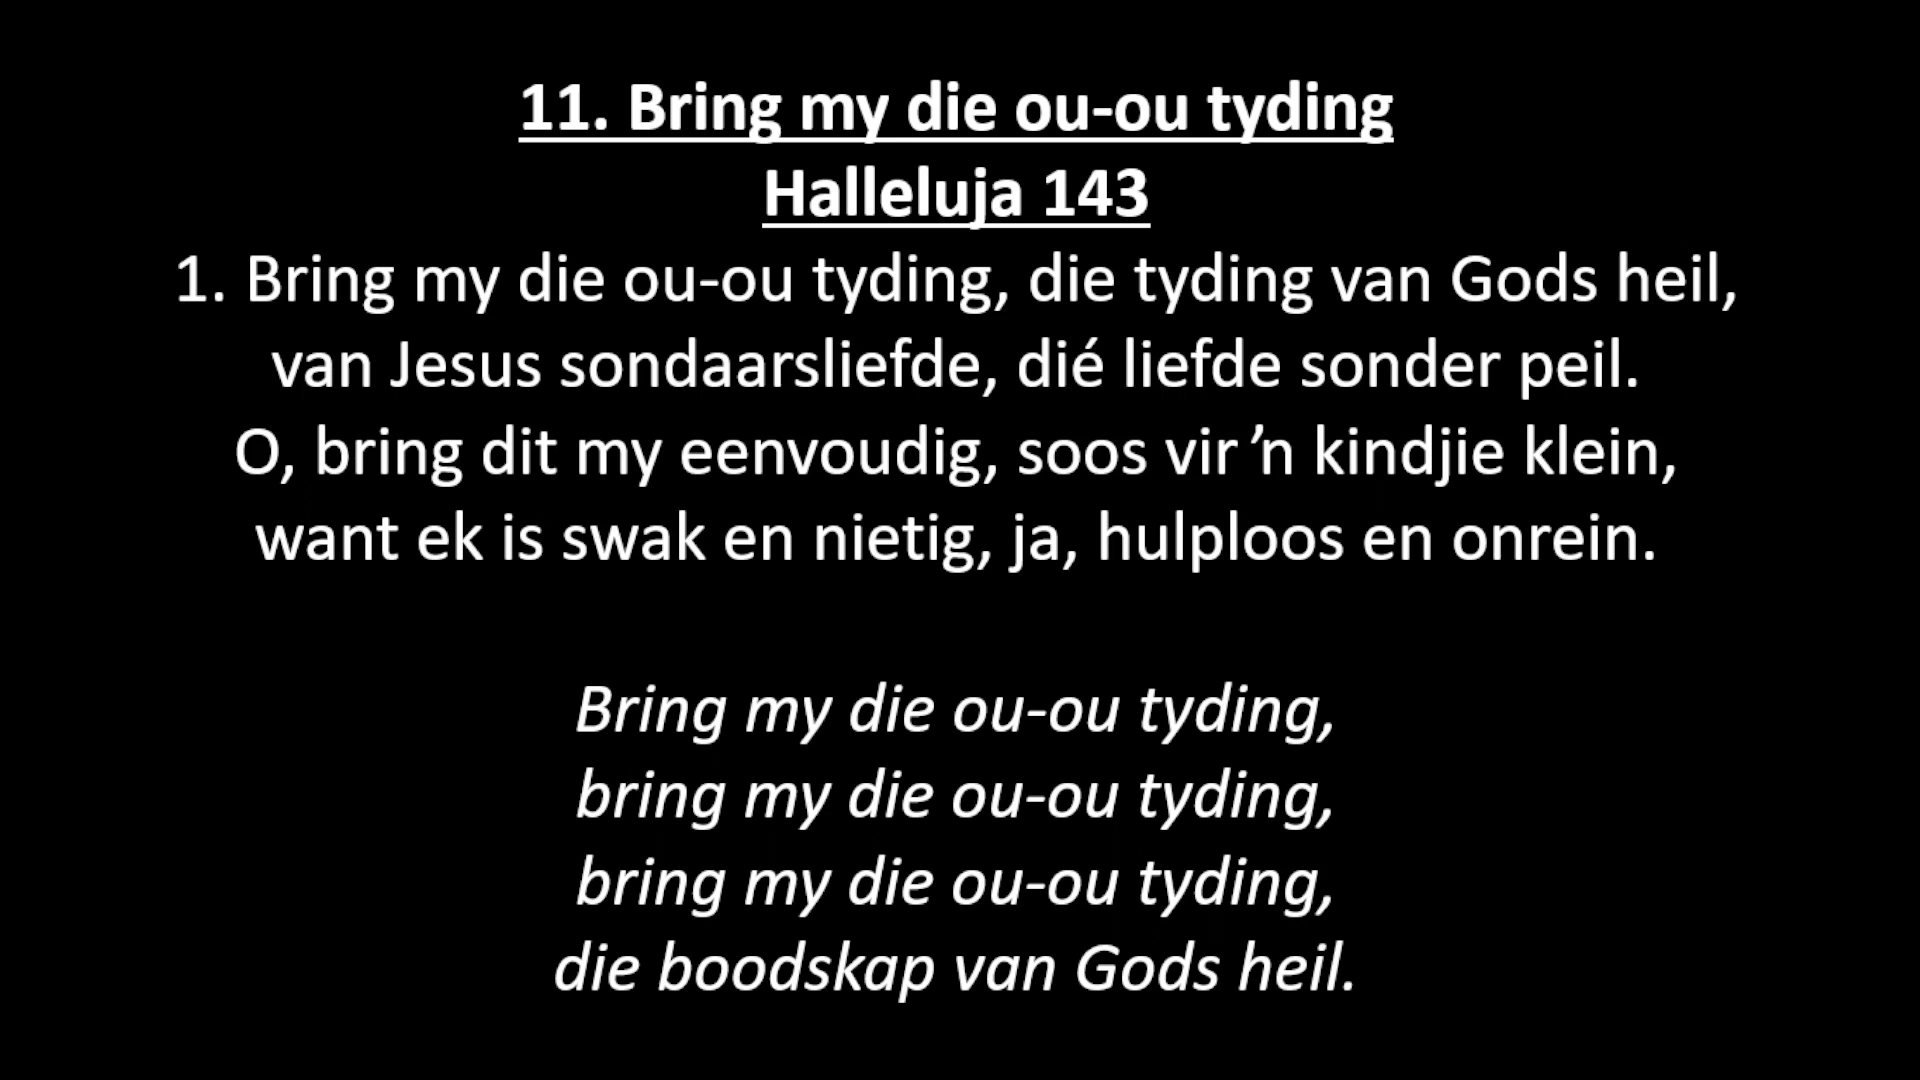 11. Bring my die ou-ou tyding
Halleluja 143
1. Bring my die ou-ou tyding, die tyding van Gods heil,
van Jesus sondaarsliefde, dié liefde sonder peil.
O, bring dit my eenvoudig, soos vir ’n kindjie klein,
want ek is swak en nietig, ja, hulploos en onrein.
Bring my die ou-ou tyding,
bring my die ou-ou tyding,
bring my die ou-ou tyding,
die boodskap van Gods heil.